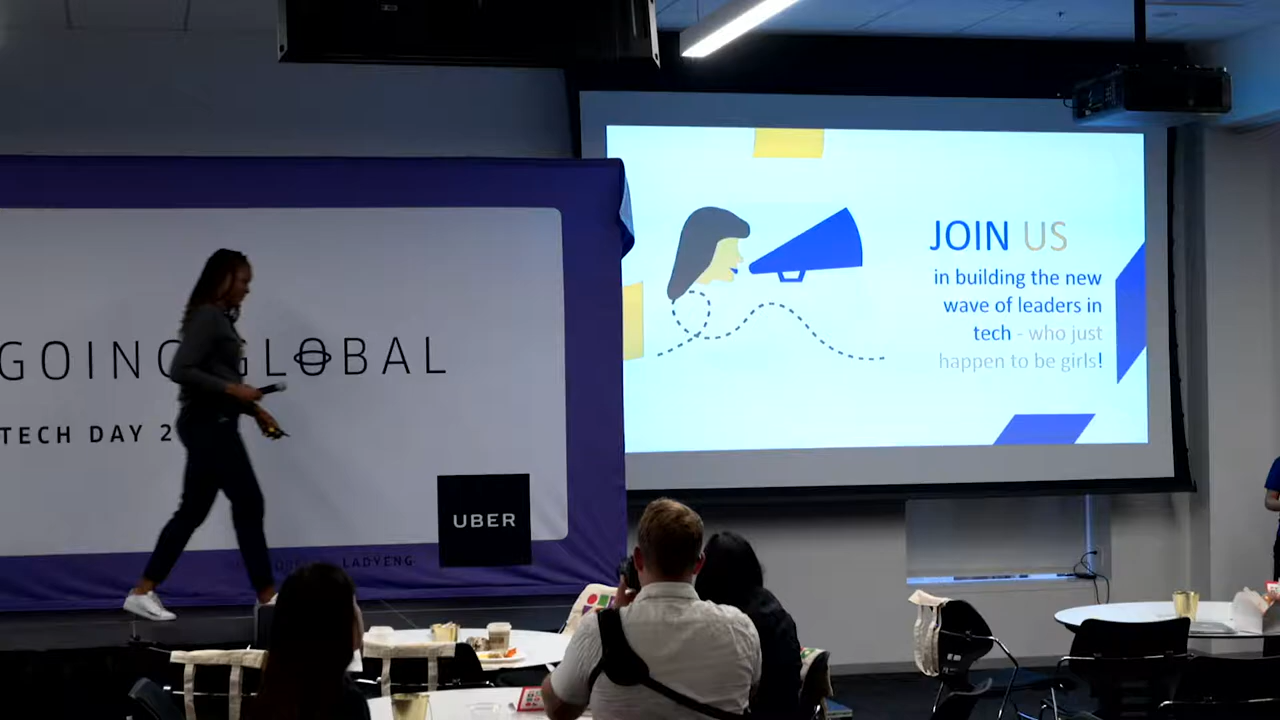 GOING GLOBAL
TECH DAY 2
UBER
LADYENG
JOIN US
in building the new
wave of leaders in
tech - who just
happen to be girls!